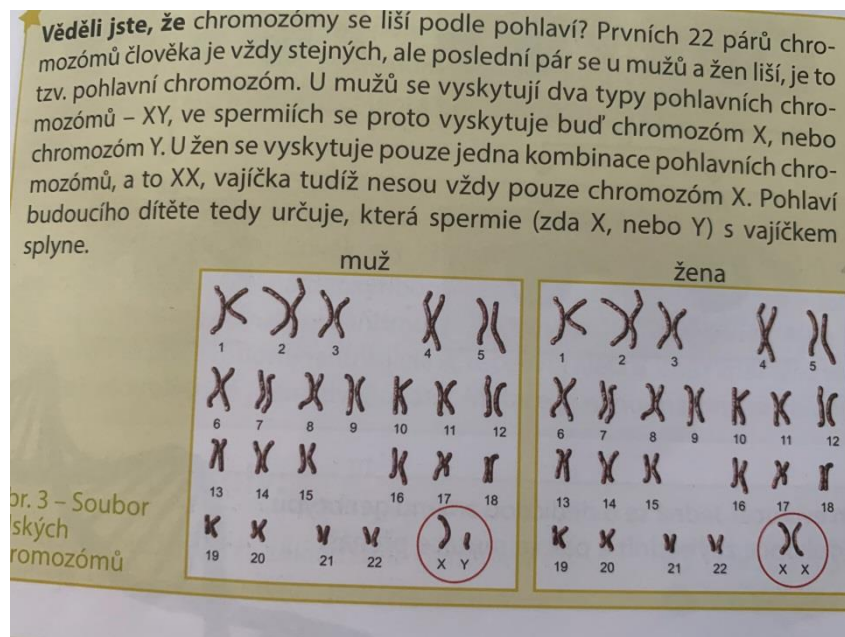 Věděli jste, že chromozómy se liší podle pohlaví? Prvních 22 párů chro-
mozómů člověka je vždy stejných, ale poslední pár se u mužů a žen liší, je to
tzv. pohlavní chromozóm. U mužů se vyskytují dva typy pohlavních chro-
mozómů – XY, ve spermiích se proto vyskytuje buď chromozóm X, nebo
chromozóm Y. U žen se vyskytuje pouze jedna kombinace pohlavních chro-
mozómů, a to XX, vajíčka tudíž nesou vždy pouze chromozóm X. Pohlaví
budoucího dítěte tedy určuje, která spermie (zda X, nebo Y) s vajíčkem
splyne.
muž
1 2 3 4 5
6 7 8 9 10 11 12
13 14 15 16 17 18
19 20 21 22 X Y
žena
1 2 3 4 5
6 7 8 9 10 11 12
13 14 15 16 17 18
19 20 21 22 X X
br. 3 – Soubor
dských
romozómů